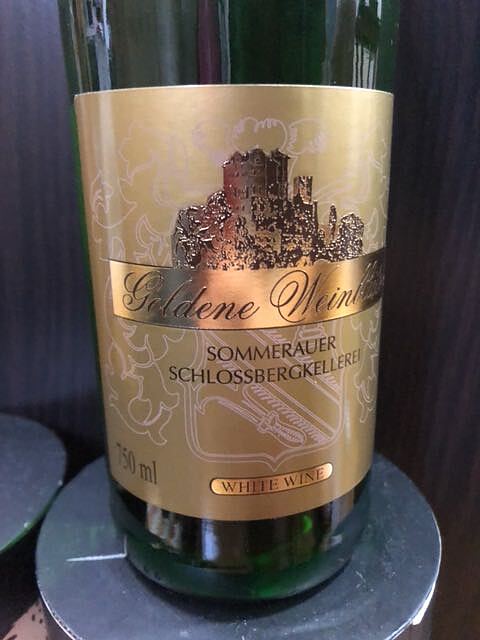 Goldene
SOMMERAUER
SCHLOSSBERGKELLEREI
750 ml
WHITE WINE